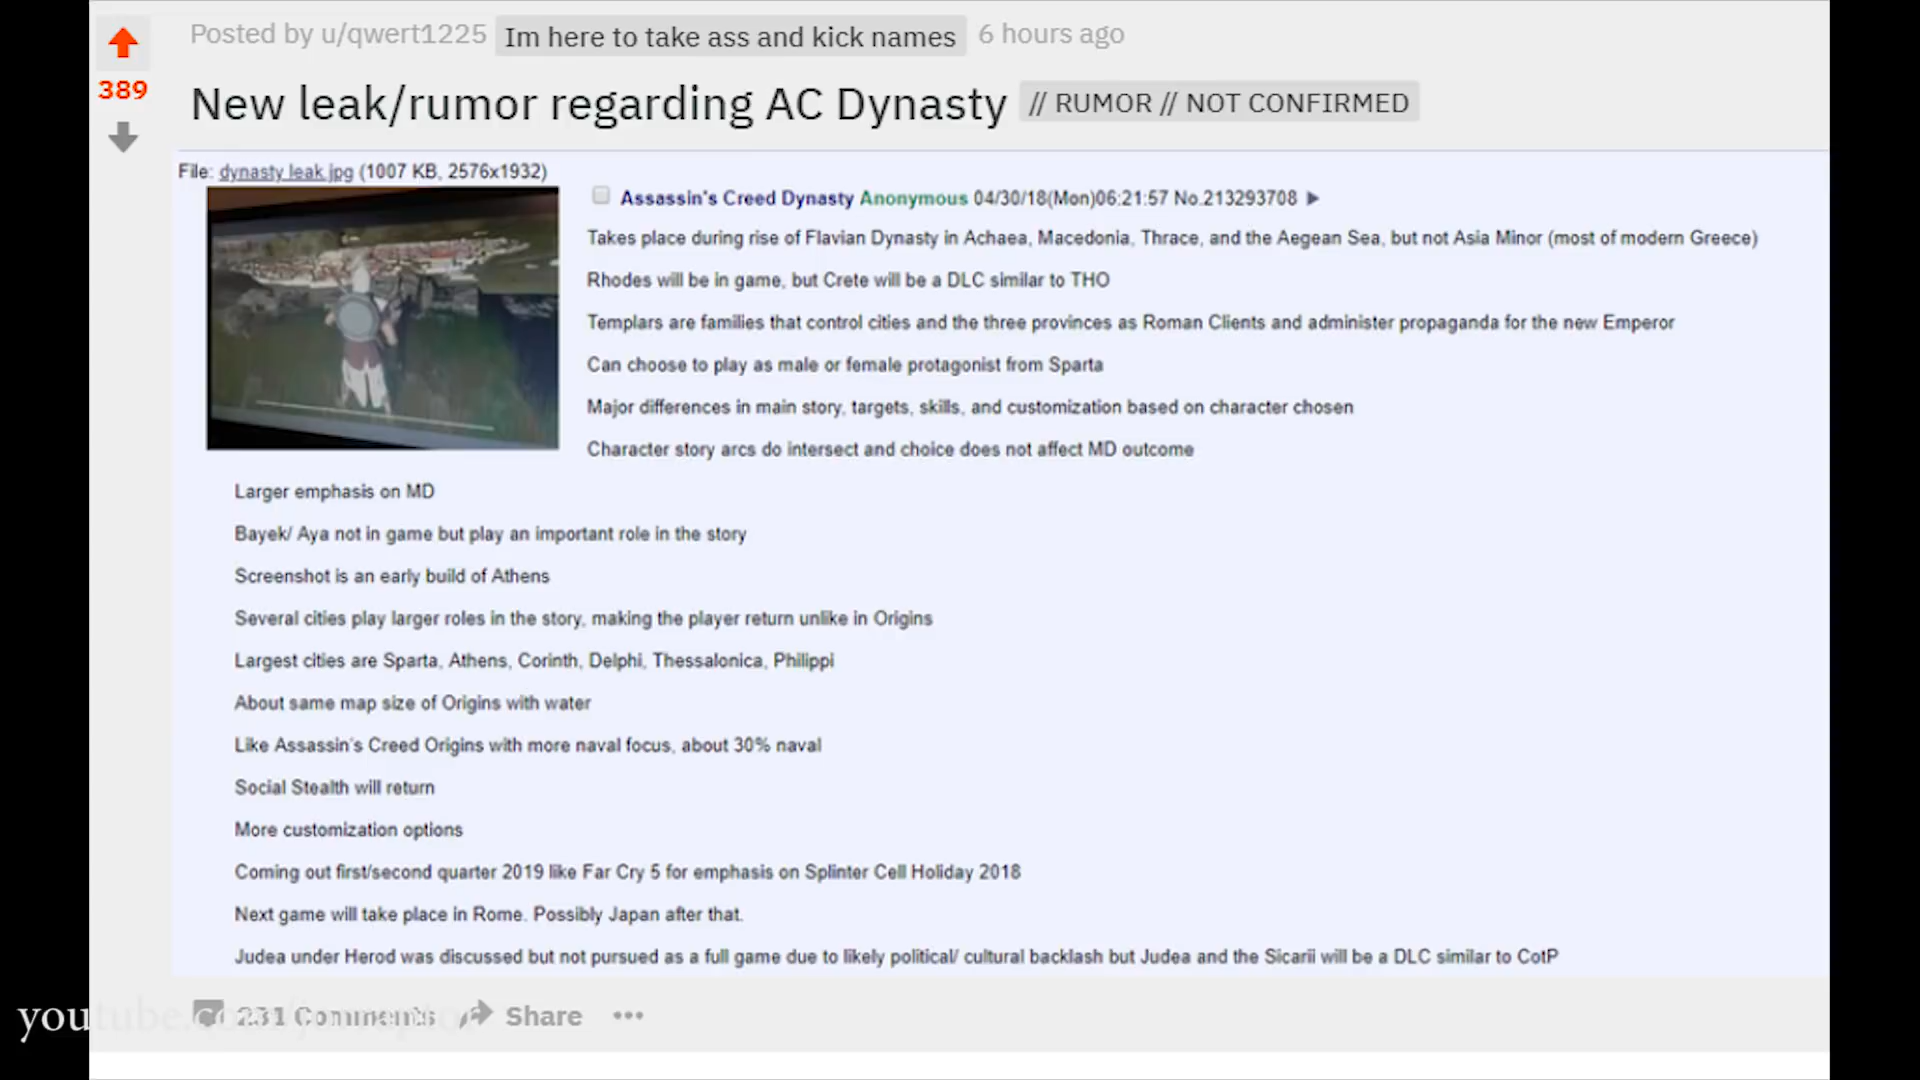 Posted by u/qwert1225 Im here to take ass and kick names 6 hours ago
389
New leak/rumor regarding AC Dynasty // RUMOR // NOT CONFIRMED
File: dynasty leak.jpg (1007 KB, 2576x1932)
Assassin's Creed Dynasty Anonymous 04/30/18(Mon)06:21:57 No.213293708
Takes place during rise of Flavian Dynasty in Achaea, Macedonia, Thrace, and the Aegean Sea, but not Asia Minor (most of modern Greece)
Rhodes will be in game, but Crete will be a DLC similar to THO
Templars are families that control cities and the three provinces as Roman Clients and administer propaganda for the new Emperor
Can choose to play as male or female protagonist from Sparta
Major differences in main story, targets, skills, and customization based on character chosen
Character story arcs do intersect and choice does not affect MD outcome
Larger emphasis on MD
Bayek/ Aya not in game but play an important role in the story
Screenshot is an early build of Athens
Several cities play larger roles in the story, making the player return unlike in Origins
Largest cities are Sparta, Athens, Corinth, Delphi, Thessalonica, Philippi
About same map size of Origins with water
Like Assassin's Creed Origins with more naval focus, about 30% naval
Social Stealth will return
More customization options
Coming out first/second quarter 2019 like Far Cry 5 for emphasis on Splinter Cell Holiday 2018
Next game will take place in Rome. Possibly Japan after that.
Judea under Herod was discussed but not pursued as a full game due to likely political/ cultural backlash but Judea and the Sicarii will be a DLC similar to CotP
231 Comments Share